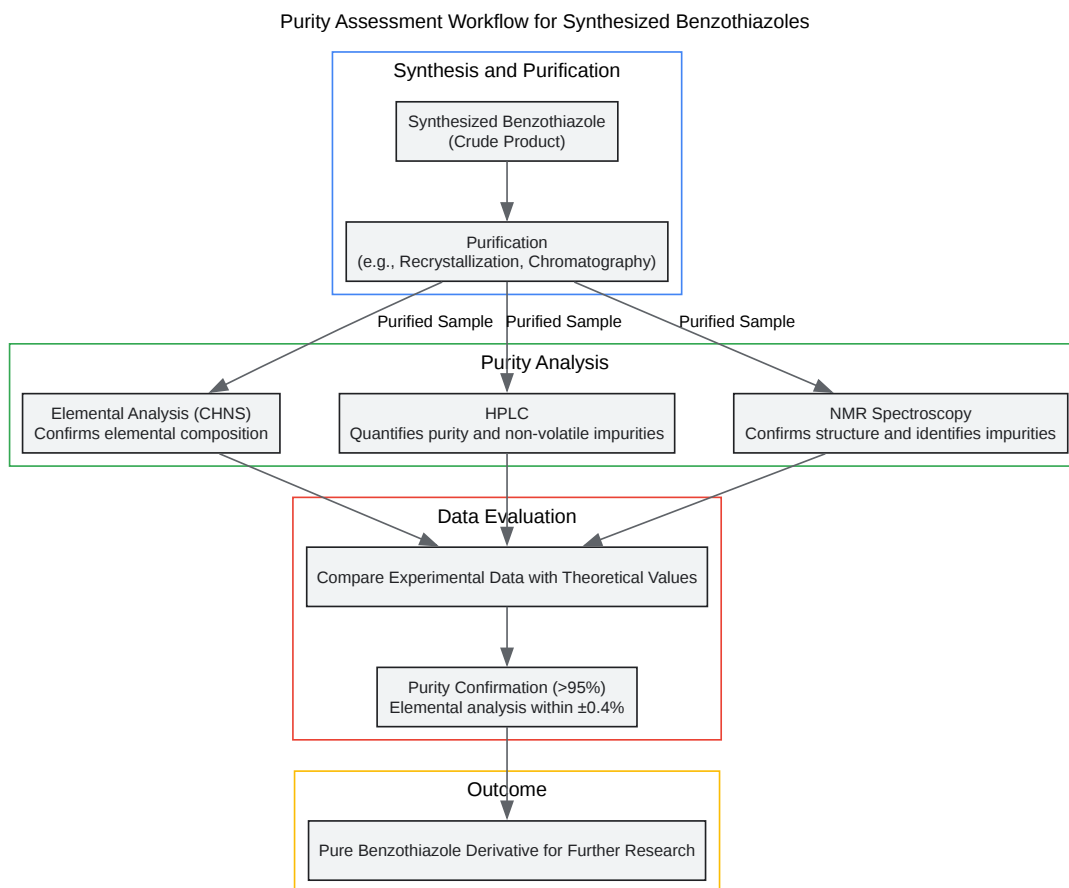 Purity Assessment Workflow for Synthesized Benzothiazoles
Synthesis and Purification
Synthesized Benzothiazole
(Crude Product)
Purification
(e.g., Recrystallization, Chromatography)
Purified Sample
Purified Sample
Purified Sample
Purity Analysis
Elemental Analysis (CHNS)
Confirms elemental composition
HPLC
Quantifies purity and non-volatile impurities
NMR Spectroscopy
Confirms structure and identifies impurities
Data Evaluation
Compare Experimental Data with Theoretical Values
Purity Confirmation (>95%)
Elemental analysis within ±0.4%
Outcome
Pure Benzothiazole Derivative for Further Research